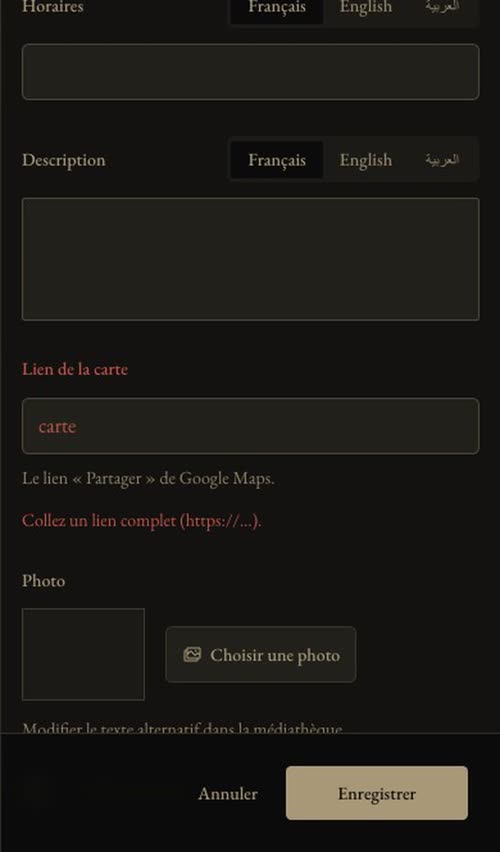 Horaires
Français English العربية
Description
Français English العربية
Lien de la carte
carte
Le lien « Partager » de Google Maps.
Collez un lien complet (https://...).
Photo
Choisir une photo
Modifier le texte alternatif dans la médiathèque
Annuler
Enregistrer